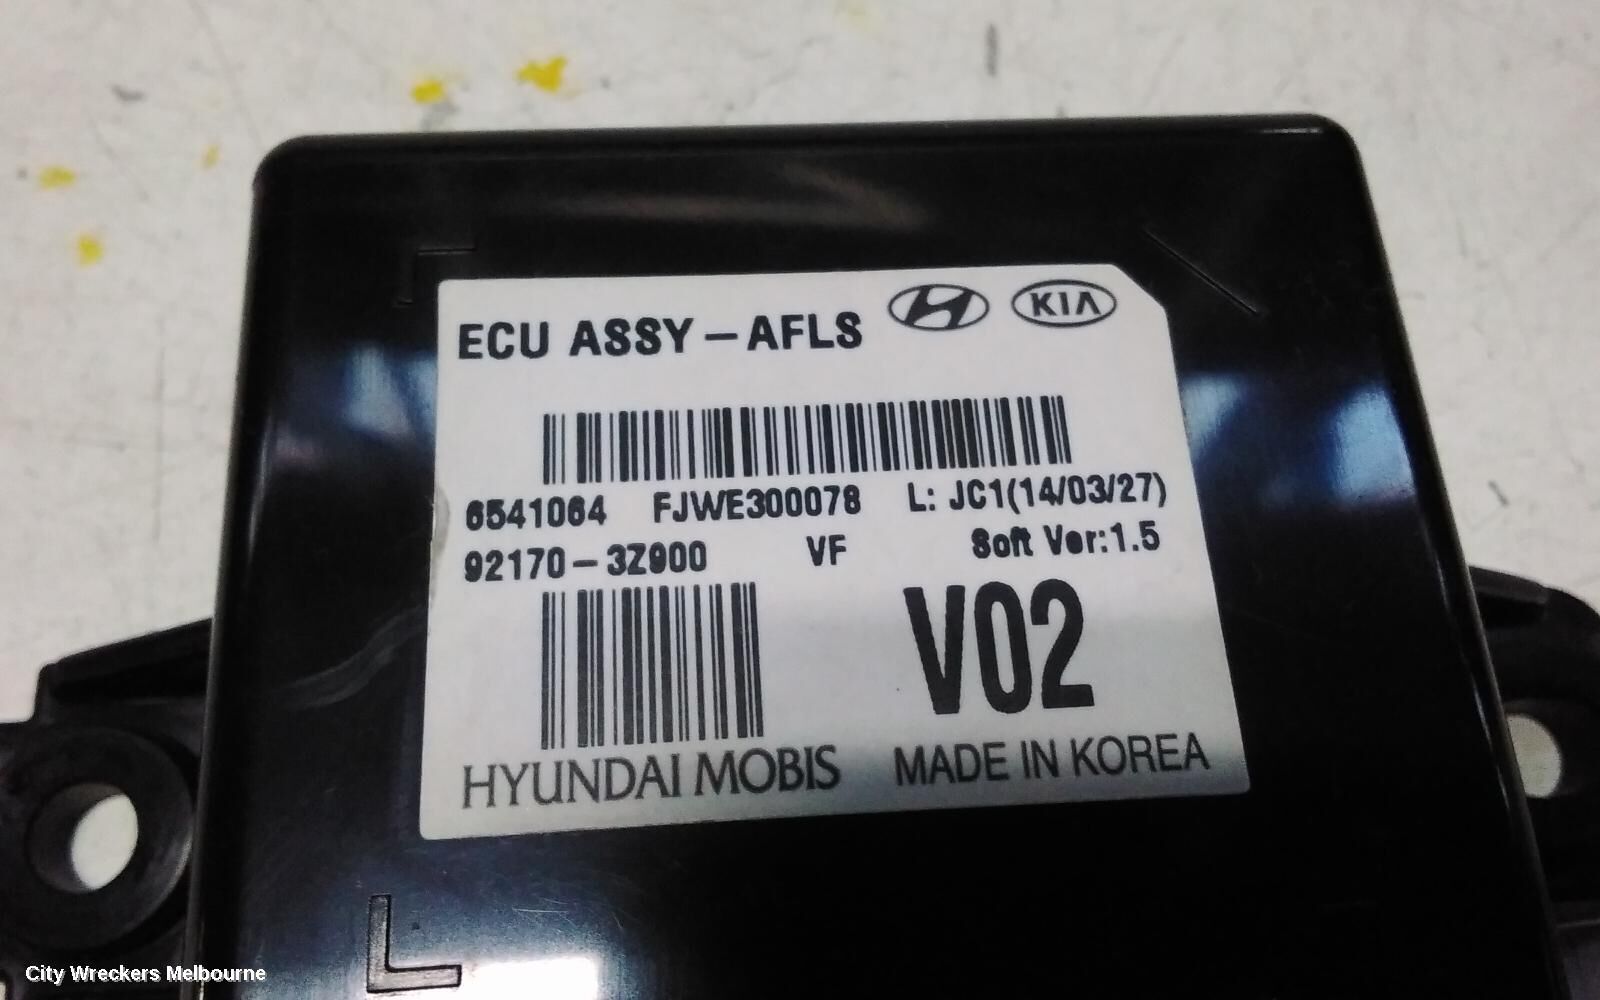 ECU ASSY-AFLS KIA
6541064 FJWE300078 L: JC1(14/03/27)
92170-3Z900 VF Soft Ver:1.5
V02
HYUNDAI MOBIS MADE IN KOREA
City Wreckers Melbourne